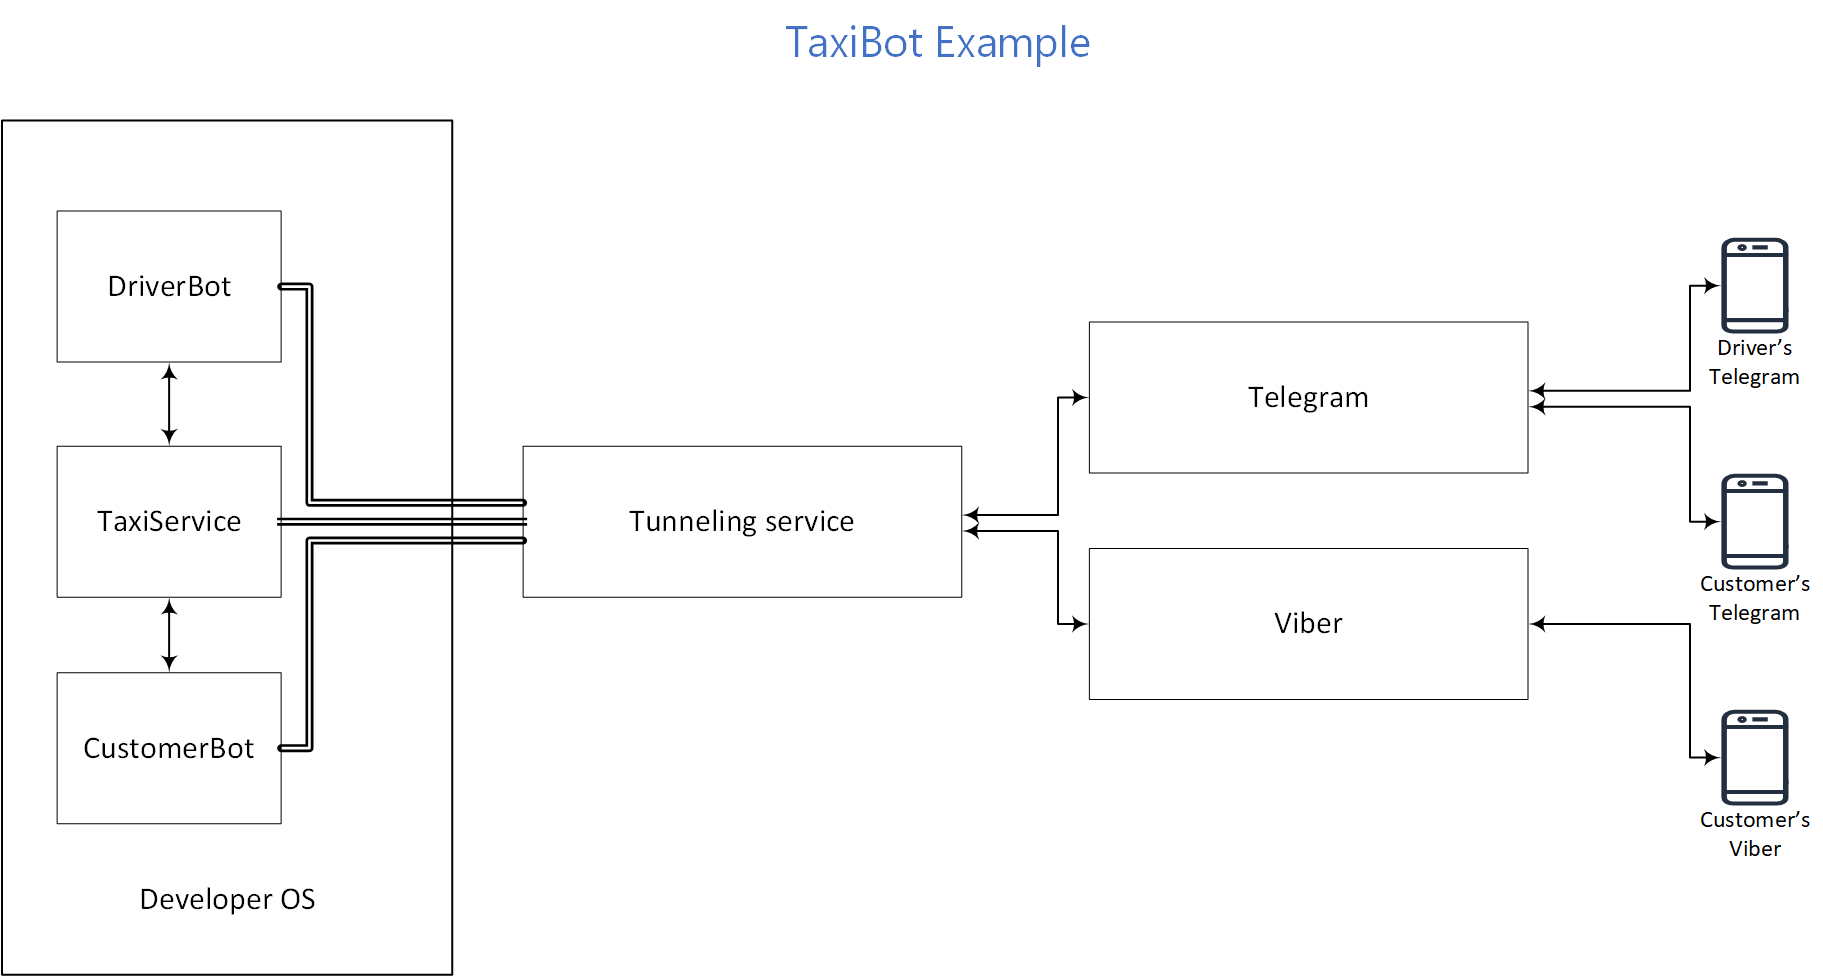 TaxiBot Example
DriverBot
TaxiService
CustomerBot
Developer OS
Tunneling service
Telegram
Viber
Driver’s
Telegram
Customer’s
Telegram
Customer’s
Viber